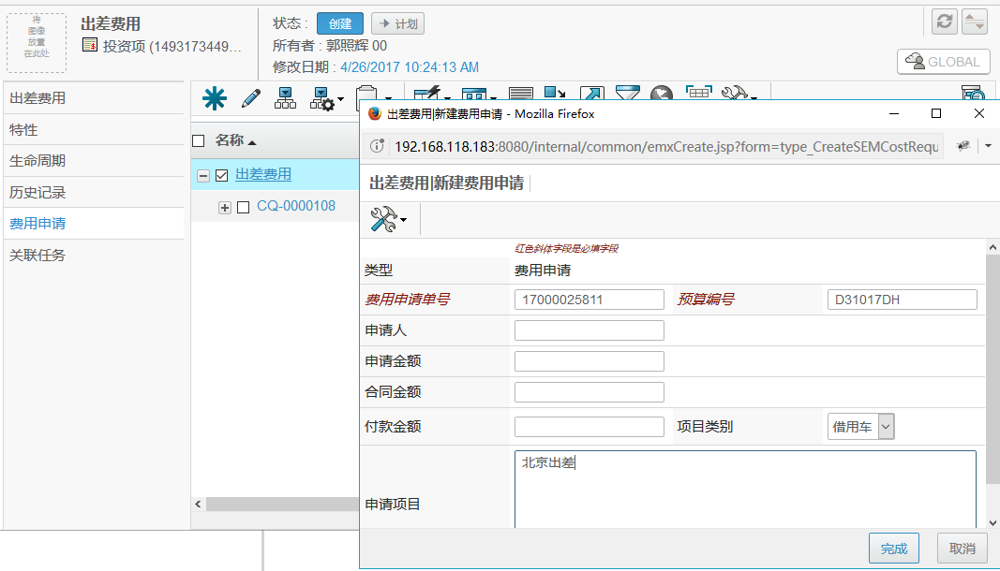 将
图像
放置
在此处
出差费用
投资项 (1493173449...
状态 : 创建 计划
所有者 : 郭照辉 00
修改日期 : 4/26/2017 10:24:13 AM
GLOBAL
出差费用
特性
生命周期
历史记录
费用申请
关联任务
名称
出差费用
CQ-0000108
出差费用|新建费用申请 - Mozilla Firefox
192.168.118.183:8080/internal/common/emxCreate.jsp?form=type_CreateSEMCostRequ
出差费用|新建费用申请
红色斜体字段是必填字段
类型 费用申请
费用申请单号 17000025811 预算编号 D31017DH
申请人
申请金额
合同金额
付款金额 项目类别 借用车
申请项目 北京出差
完成 取消